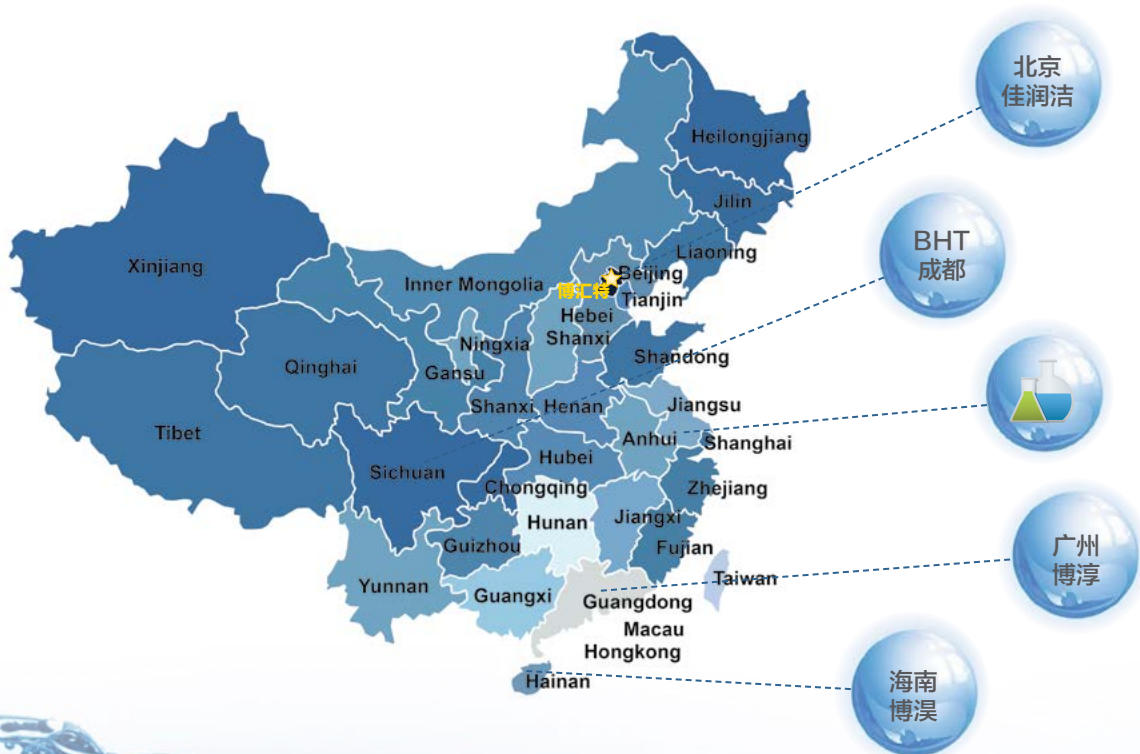 北京
佳润洁
Heilongjiang
Jilin
BHT
成都
Liaoning
Xinjiang
Beijing
Inner Mongolia
博汇特
Tianjin
Hebei
Ningxia
Shanxi
Shandong
Qinghai
Gansu
Shanxi
Henan
Jiangsu
Tibet
Anhui
Shanghai
Hubei
Sichuan
Chongqing
Zhejiang
Hunan
Jiangxi
广州
博淳
Guizhou
Fujian
Taiwan
Yunnan
Guangxi
Guangdong
Macau
Hongkong
Hainan
海南
博淏